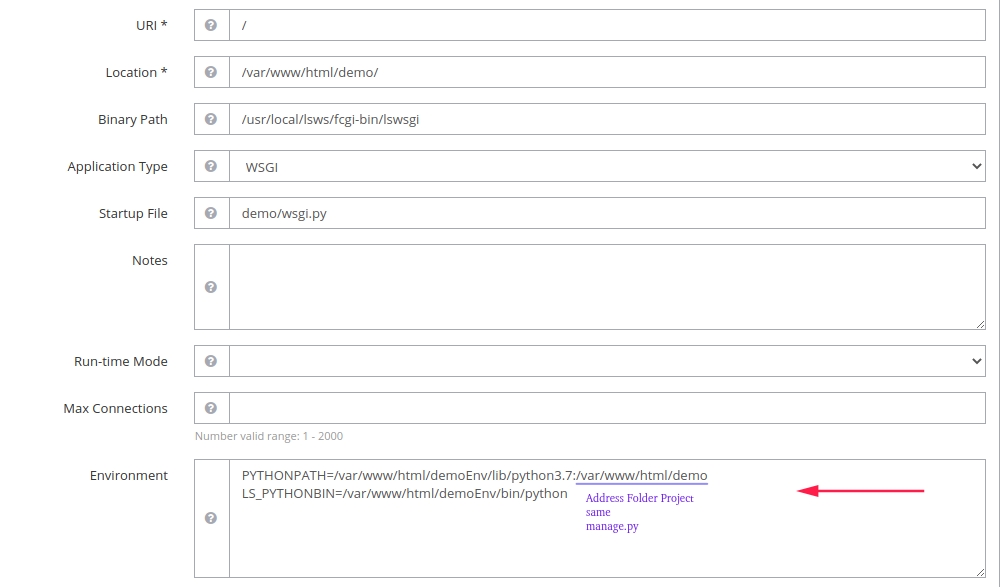 URI * /
Location * /var/www/html/demo/
Binary Path /usr/local/lsws/fcgi-bin/lswsgi
Application Type WSGI
Startup File demo/wsgi.py
Notes
Run-time Mode
Max Connections
Number valid range: 1 - 2000
Environment PYTHONPATH=/var/www/html/demoEnv/lib/python3.7:/var/www/html/demo
LS_PYTHONBIN=/var/www/html/demoEnv/bin/python
Address Folder Project
same
manage.py